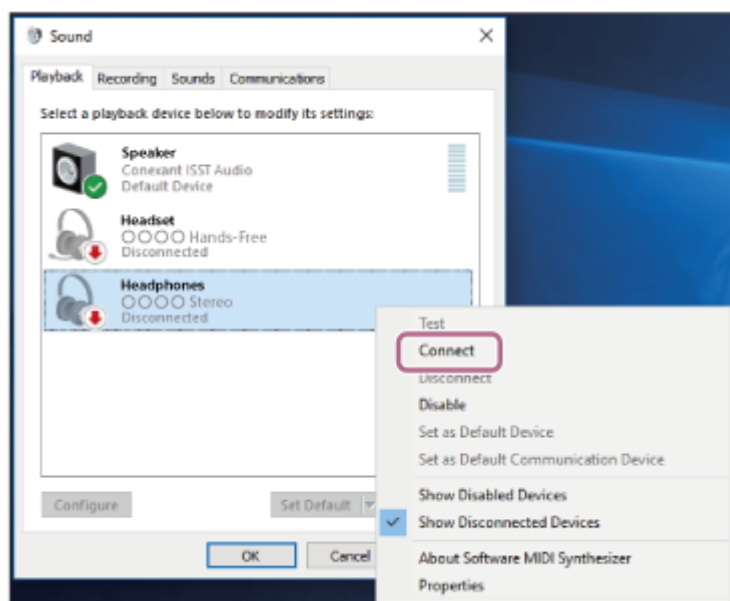 Sound
Playback Recording Sounds Communications
Select a playback device below to modify its settings:
Speaker
Conexant ISST Audio
Default Device
Headset
○○○○ Hands-Free
Disconnected
Headphones
○○○○ Stereo
Disconnected
Test
Connect
Disconnect
Disable
Set as Default Device
Set as Default Communication Device
Show Disabled Devices
Show Disconnected Devices
About Software MIDI Synthesizer
Properties
Configure Set Default
OK Cancel